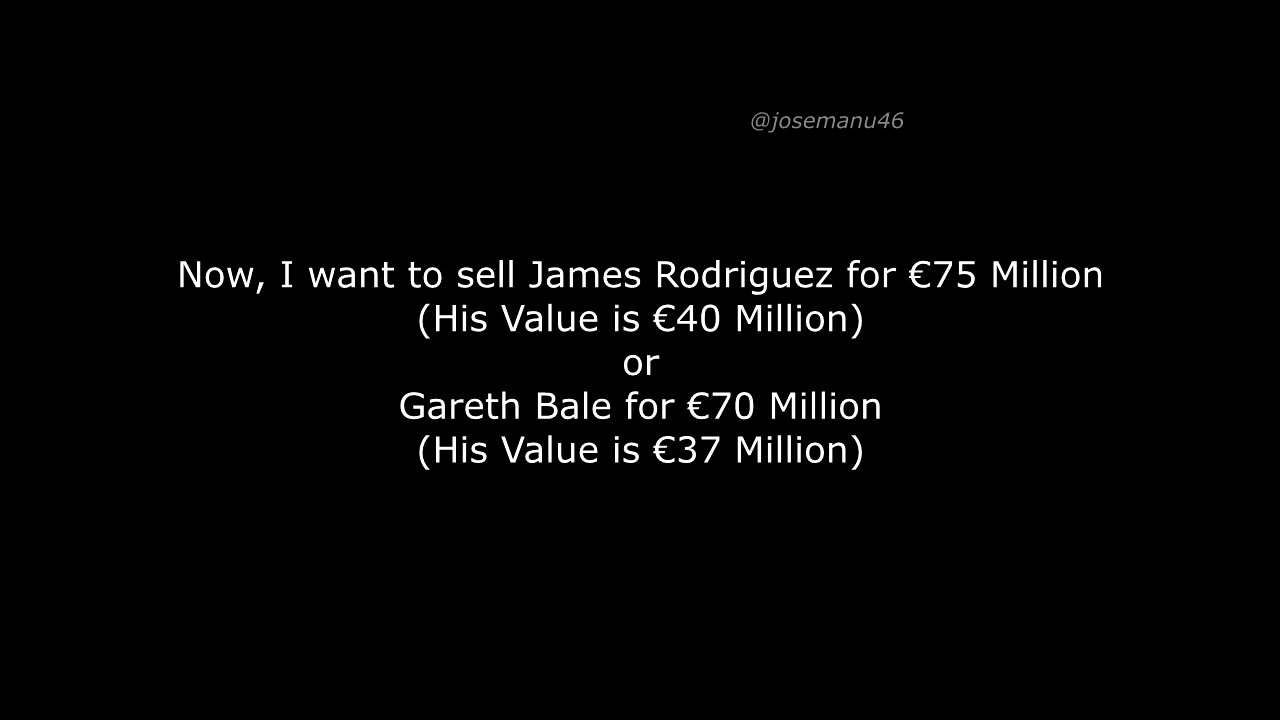 @josemanu46
Now, I want to sell James Rodriguez for €75 Million
(His Value is €40 Million)
or
Gareth Bale for €70 Million
(His Value is €37 Million)